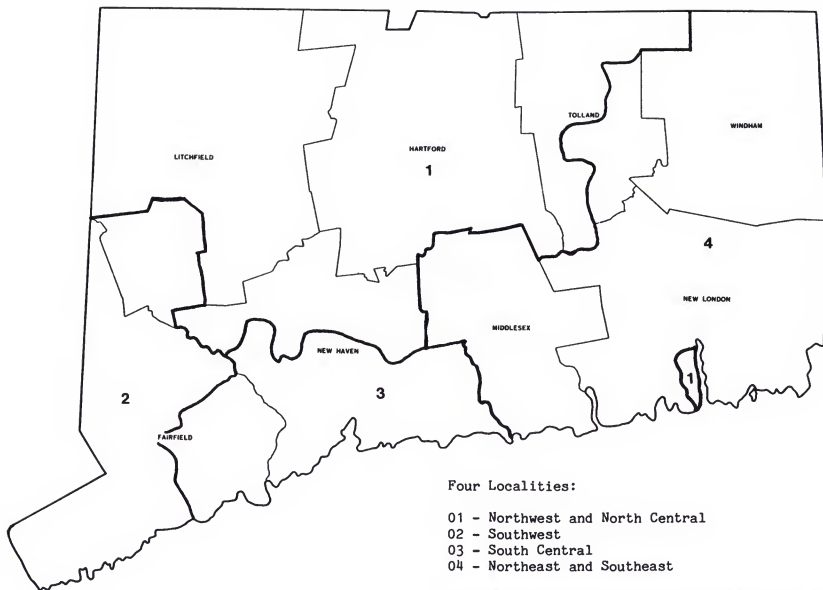 LITCHFIELD
HARTFORD
1
TOLLAND
WINDHAM
4
NEW LONDON
MIDDLESEX
NEW HAVEN
3
1
2
FAIRFIELD
Four Localities:
01 - Northwest and North Central
02 - Southwest
03 - South Central
04 - Northeast and Southeast